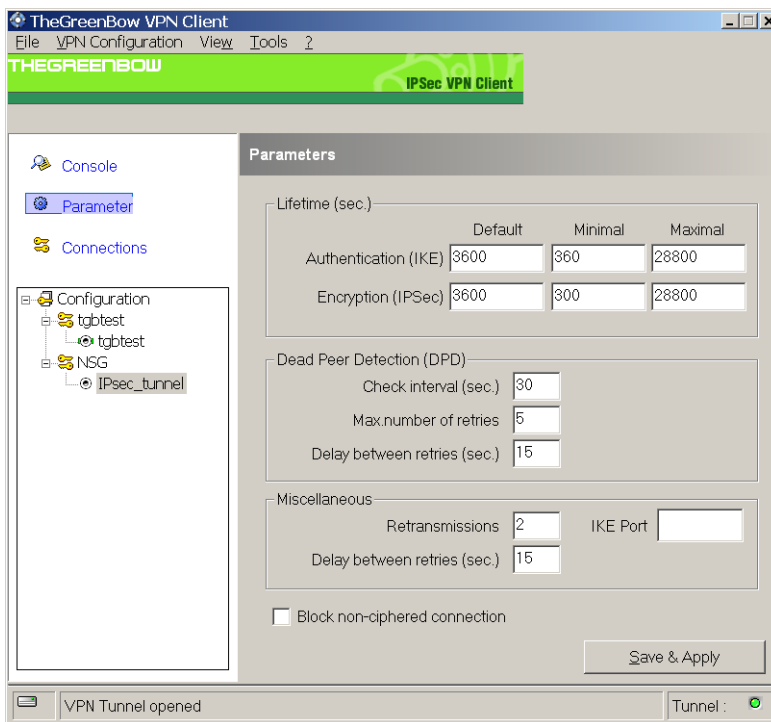 TheGreenBow VPN Client
File VPN Configuration View Tools ?
THEGREENBOW
IPSec VPN Client
Console
Parameter
Connections
Configuration
tgbtest
tgbtest
NSG
IPsec_tunnel
Parameters
Lifetime (sec.)
Default Minimal Maximal
Authentication (IKE) 3600 360 28800
Encryption (IPSec) 3600 300 28800
Dead Peer Detection (DPD)
Check interval (sec.) 30
Max.number of retries 5
Delay between retries (sec.) 15
Miscellaneous
Retransmissions 2 IKE Port
Delay between retries (sec.) 15
Block non-ciphered connection
Save & Apply
VPN Tunnel opened Tunnel :